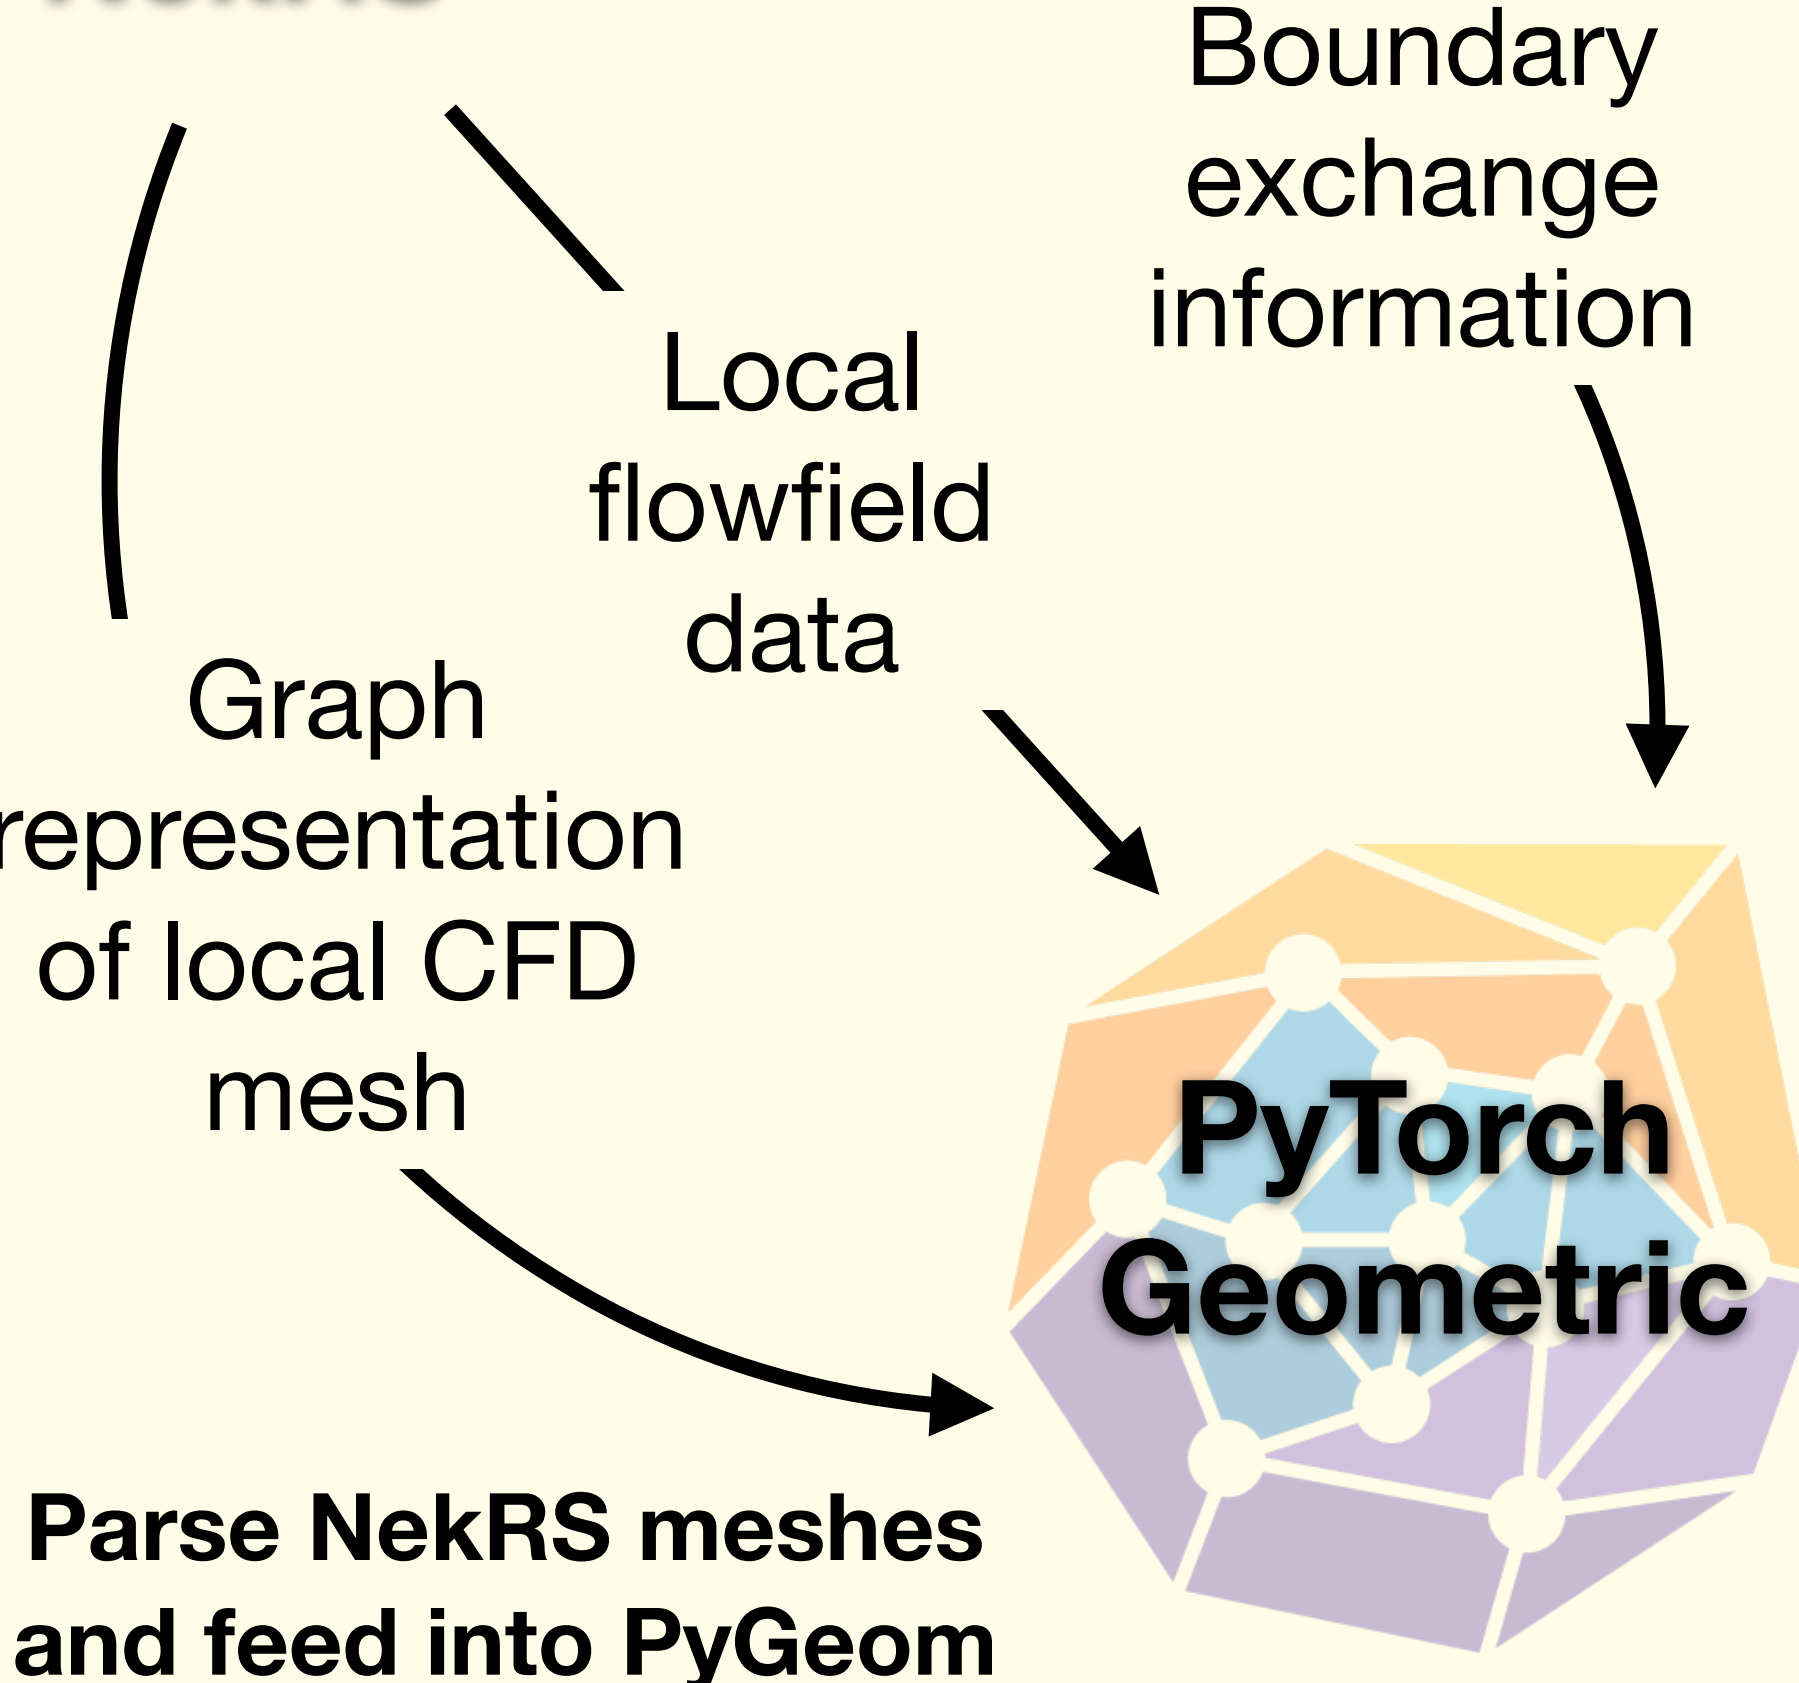 Boundary
exchange
information
Local
flowfield
data
Graph
representation
of local CFD
mesh
PyTorch
Geometric
Parse NekRS meshes
and feed into PyGeom